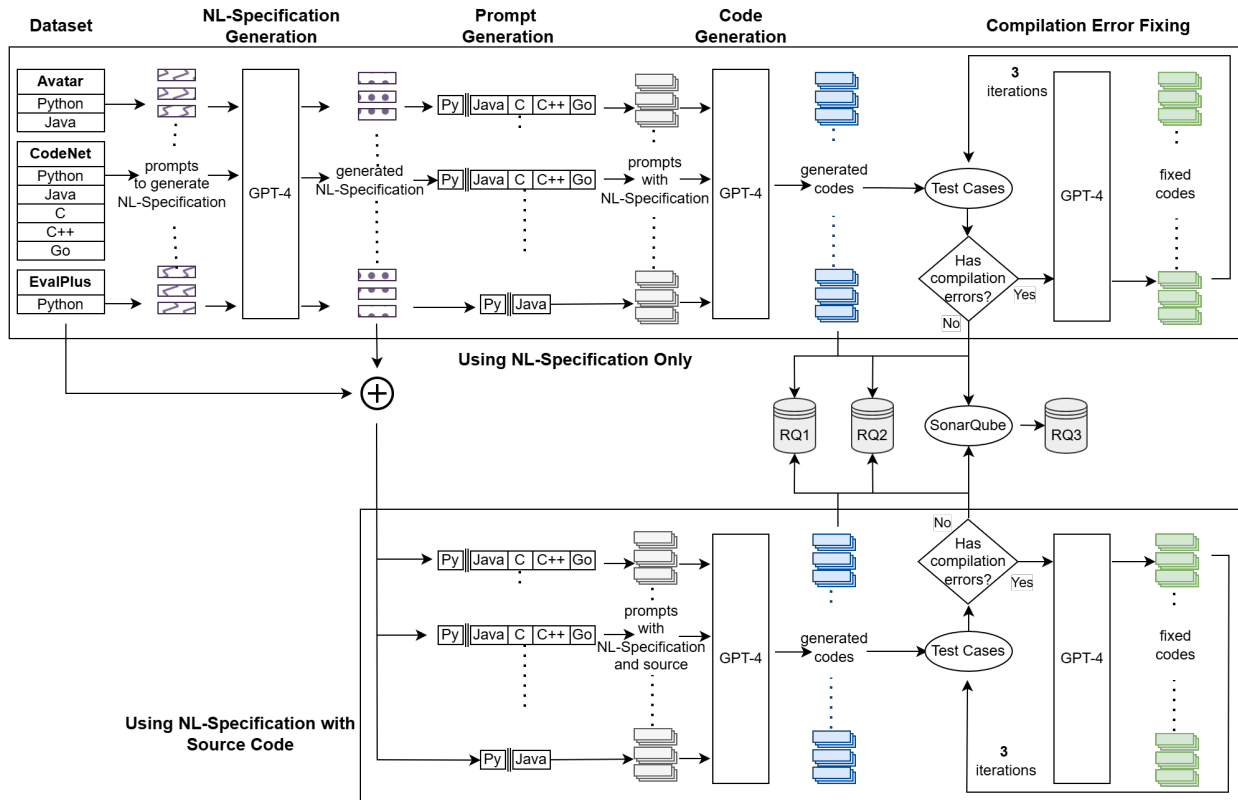 Dataset
NL-Specification
Generation
Prompt
Generation
Code
Generation
Compilation Error Fixing
Avatar
Python
Java
CodeNet
Python
Java
C
C++
Go
EvalPlus
Python
prompts
to generate
NL-Specification
GPT-4
generated
NL-Specification
Py Java C C++ Go
Py Java C C++ Go
Py Java
prompts
with
NL-Specification
GPT-4
generated
codes
3
iterations
Test Cases
Has
compilation
errors?
Yes
No
GPT-4
fixed
codes
Using NL-Specification Only
RQ1
RQ2
SonarQube
RQ3
Py Java C C++ Go
Py Java C C++ Go
Py Java
prompts
with
NL-Specification
and source
GPT-4
generated
codes
No
Has
compilation
errors?
Yes
Test Cases
3
iterations
GPT-4
fixed
codes
Using NL-Specification with
Source Code